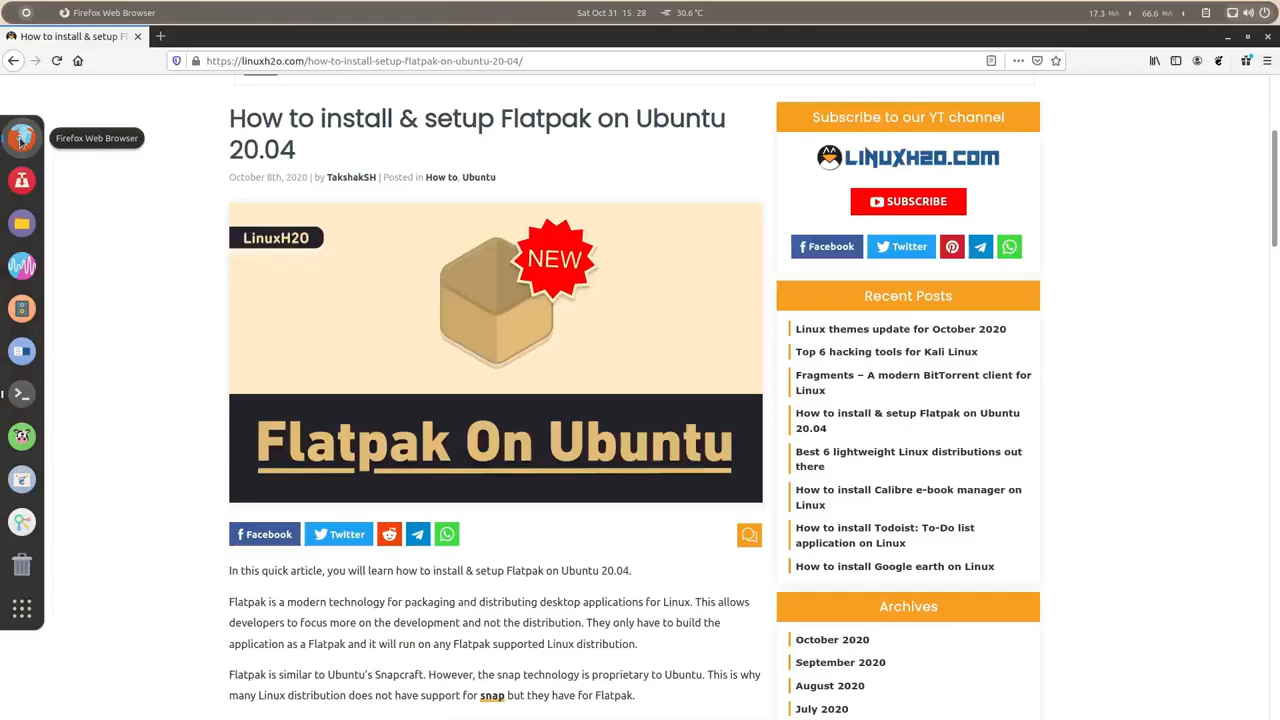 Firefox Web Browser
Sat Oct 31 15:28
30.6 °C
17.3 kb/s
66.6 kb/s
How to install & setup Fl
https://linuxh2o.com/how-to-install-setup-flatpak-on-ubuntu-20-04/
Firefox Web Browser
How to install & setup Flatpak on Ubuntu
20.04
October 8th, 2020 | by TakshakSH | Posted in How to, Ubuntu
LinuxH2O
NEW
Flatpak On Ubuntu
Facebook
Twitter
In this quick article, you will learn how to install & setup Flatpak on Ubuntu 20.04.
Flatpak is a modern technology for packaging and distributing desktop applications for Linux. This allows
developers to focus more on the development and not the distribution. They only have to build the
application as a Flatpak and it will run on any Flatpak supported Linux distribution.
Flatpak is similar to Ubuntu's Snapcraft. However, the snap technology is proprietary to Ubuntu. This is why
many Linux distribution does not have support for snap but they have for Flatpak.
Subscribe to our YT channel
LINUXH2O.COM
SUBSCRIBE
Facebook
Twitter
Recent Posts
Linux themes update for October 2020
Top 6 hacking tools for Kali Linux
Fragments – A modern BitTorrent client for
Linux
How to install & setup Flatpak on Ubuntu
20.04
Best 6 lightweight Linux distributions out
there
How to install Calibre e-book manager on
Linux
How to install Todoist: To-Do list
application on Linux
How to install Google earth on Linux
Archives
October 2020
September 2020
August 2020
July 2020